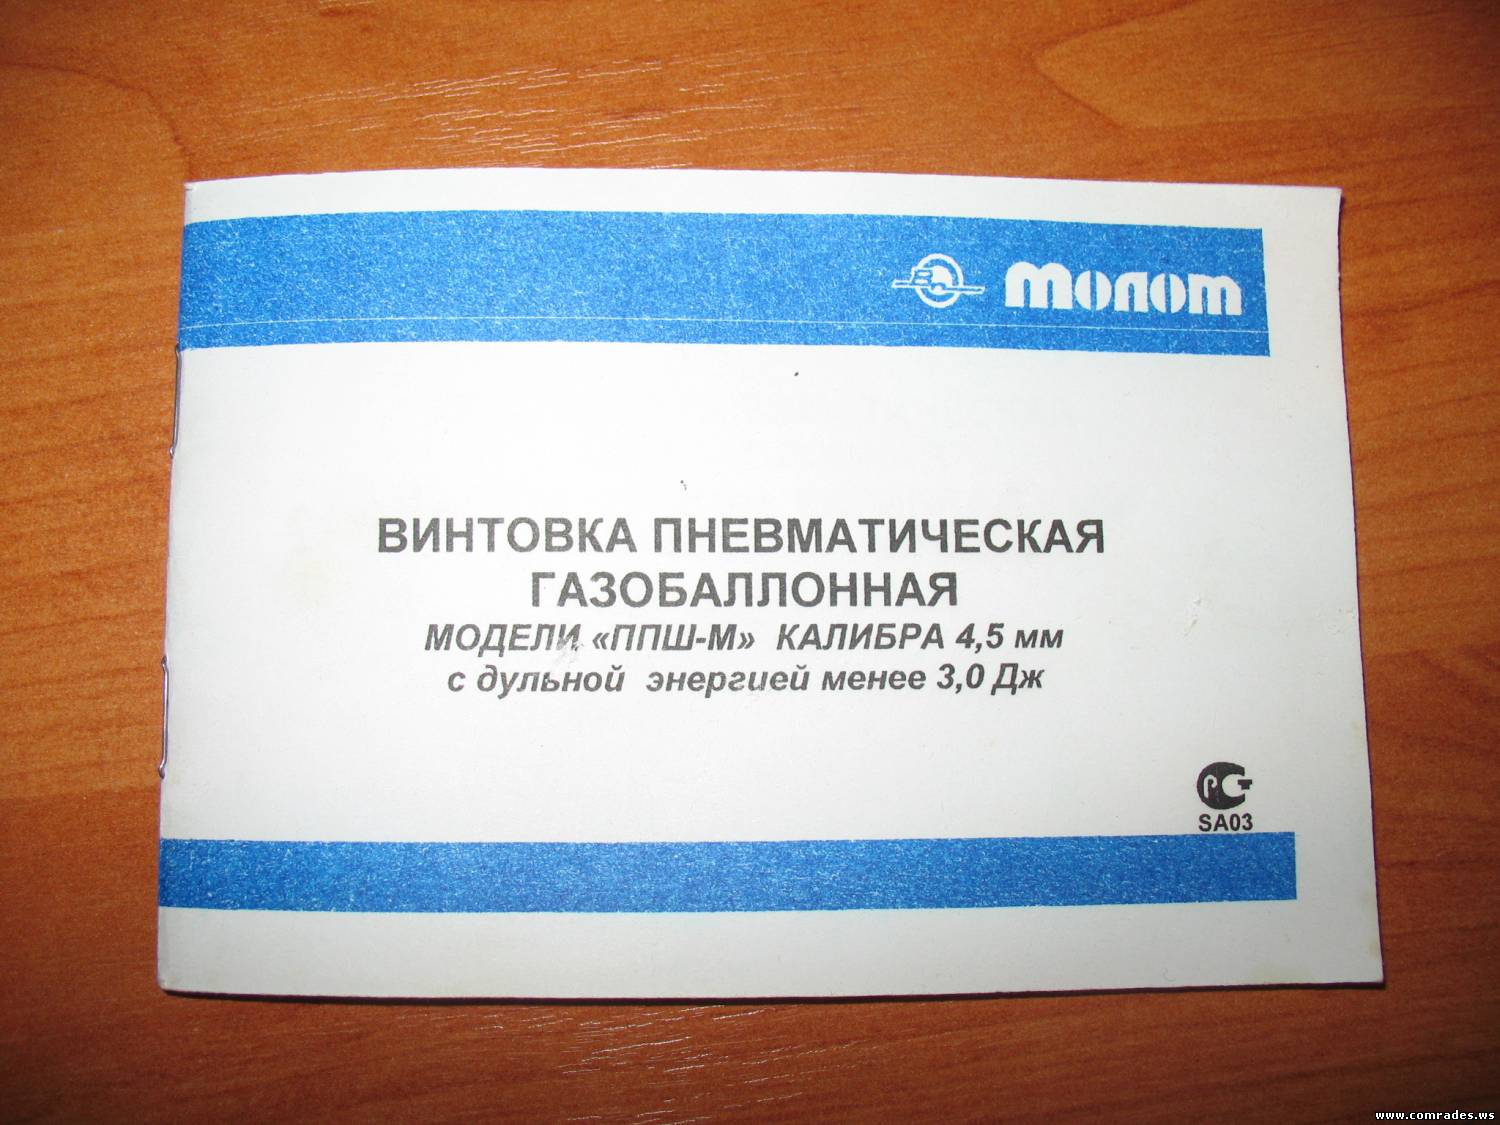 Молот
ВИНТОВКА ПНЕВМАТИЧЕСКАЯ
ГАЗОБАЛЛОННАЯ
МОДЕЛИ «ППШ-М» КАЛИБРА 4,5 мм
с дульной энергией менее 3,0 Дж
РСТ
SA03
www.comrades.ws